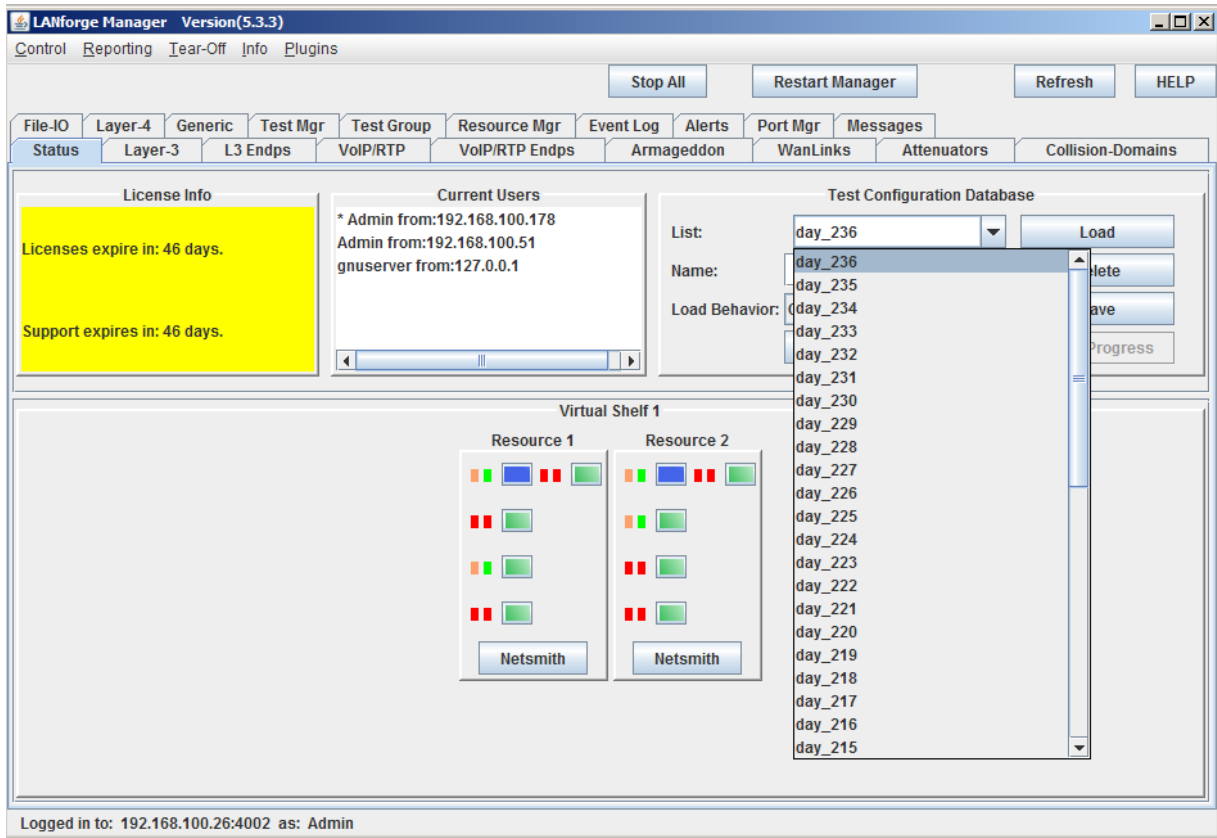 LANforge Manager Version(5.3.3)
Control Reporting Tear-Off Info Plugins
Stop All Restart Manager Refresh HELP
File-IO Layer-4 Generic Test Mgr Test Group Resource Mgr Event Log Alerts Port Mgr Messages
Status Layer-3 L3 Endps VoIP/RTP VoIP/RTP Endps Armageddon WanLinks Attenuators Collision-Domains
License Info
Licenses expire in: 46 days.
Support expires in: 46 days.
Current Users
* Admin from:192.168.100.178
Admin from:192.168.100.51
gnuserver from:127.0.0.1
Test Configuration Database
List: day_236 Load
Name:
Load Behavior:
Progress
day_236
day_235
day_234
day_233
day_232
day_231
day_230
day_229
day_228
day_227
day_226
day_225
day_224
day_223
day_222
day_221
day_220
day_219
day_218
day_217
day_216
day_215
Virtual Shelf 1
Resource 1 Resource 2
Netsmith Netsmith
Logged in to: 192.168.100.26:4002 as: Admin